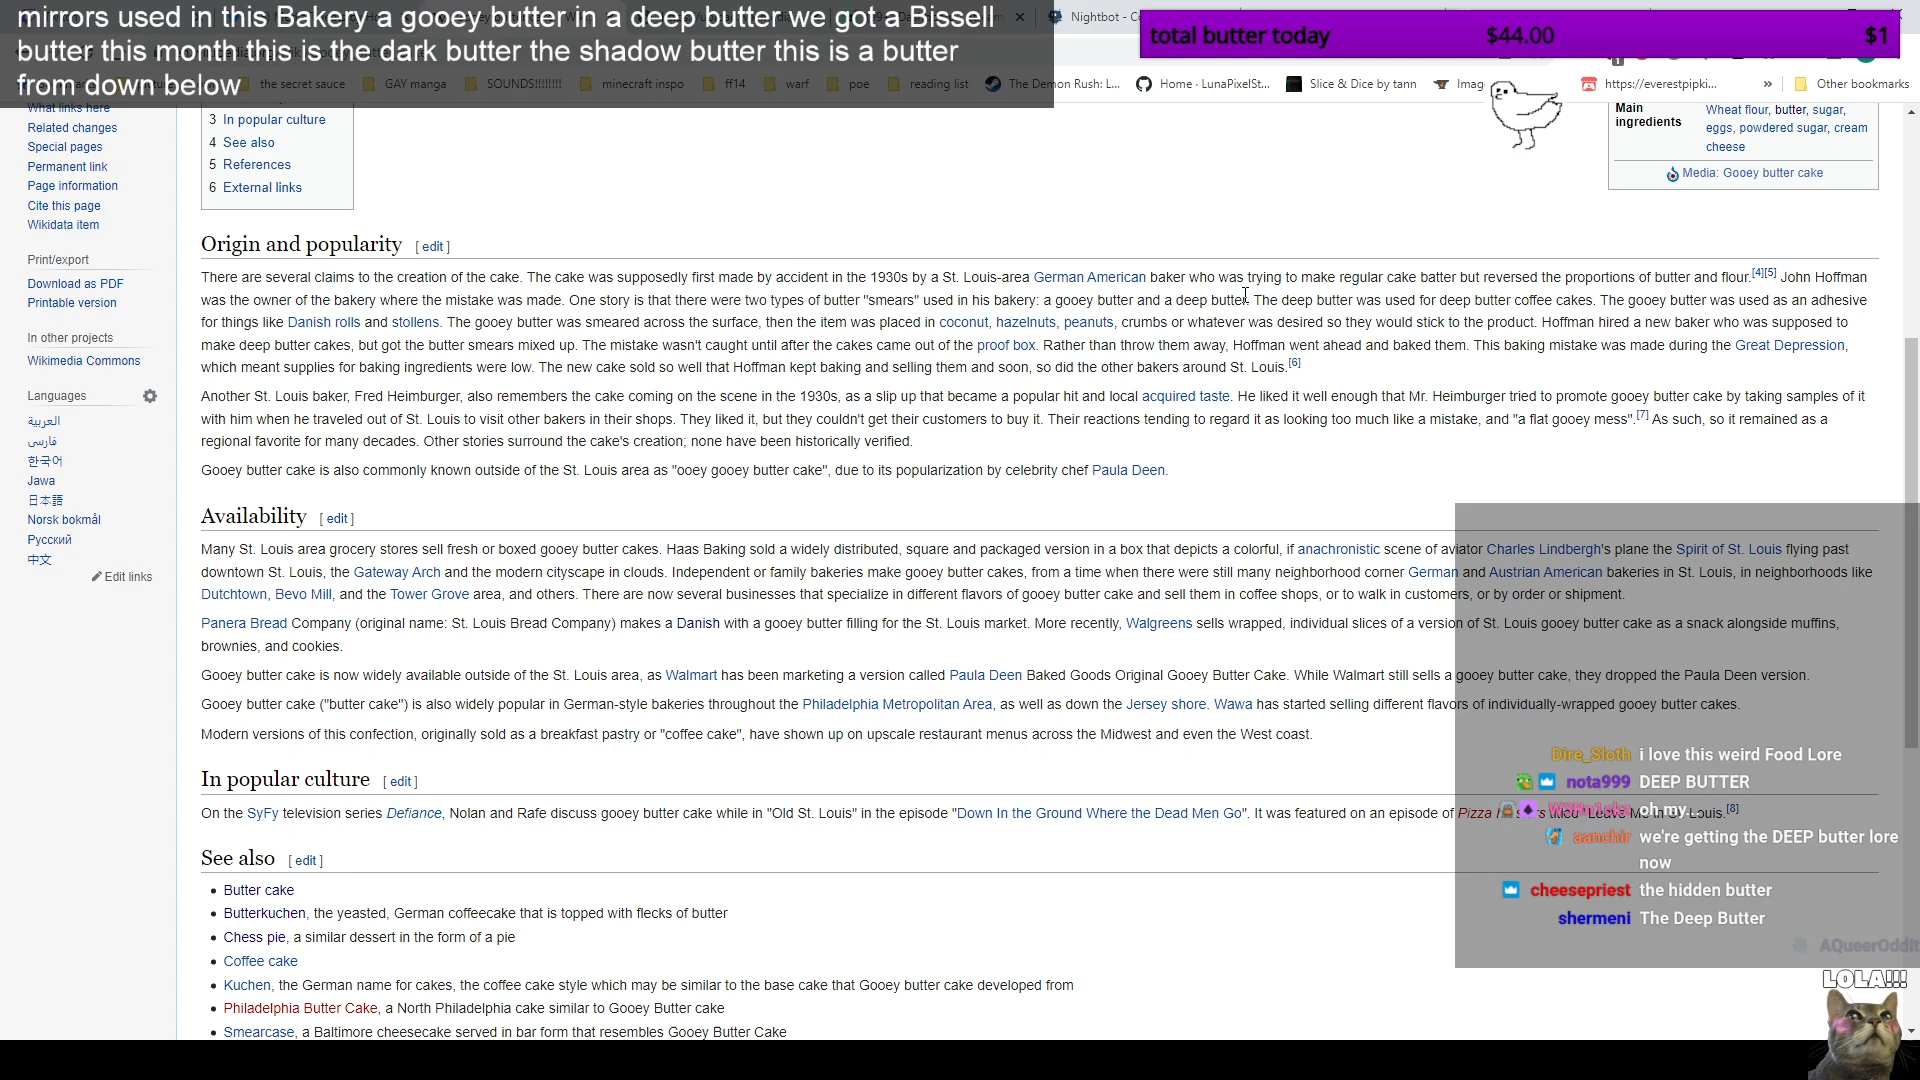 mirrors used in this Bakery a gooey butter in a deep butter we got a Bissell
butter this month this is the dark butter the shadow butter this is a butter
from down below
total butter today $44.00 $1
Nightbot - C
the secret sauce GAY manga SOUNDS!!!!!!!! minecraft inspo ff14 warf poe reading list The Demon Rush: L... Home · LunaPixelSt... Slice & Dice by tann Imag https://everestpipki... » Other bookmarks
What links here
Related changes
Special pages
Permanent link
Page information
Cite this page
Wikidata item
Print/export
Download as PDF
Printable version
In other projects
Wikimedia Commons
Languages
العربية
فارسی
한국어
Jawa
日本語
Norsk bokmål
Русский
中文
Edit links
3 In popular culture
4 See also
5 References
6 External links
Main ingredients
Wheat flour, butter, sugar,
eggs, powdered sugar, cream
cheese
Media: Gooey butter cake
Origin and popularity [ edit ]
There are several claims to the creation of the cake. The cake was supposedly first made by accident in the 1930s by a St. Louis-area German American baker who was trying to make regular cake batter but reversed the proportions of butter and flour.[4][5] John Hoffman
was the owner of the bakery where the mistake was made. One story is that there were two types of butter "smears" used in his bakery: a gooey butter and a deep butter. The deep butter was used for deep butter coffee cakes. The gooey butter was used as an adhesive
for things like Danish rolls and stollens. The gooey butter was smeared across the surface, then the item was placed in coconut, hazelnuts, peanuts, crumbs or whatever was desired so they would stick to the product. Hoffman hired a new baker who was supposed to
make deep butter cakes, but got the butter smears mixed up. The mistake wasn't caught until after the cakes came out of the proof box. Rather than throw them away, Hoffman went ahead and baked them. This baking mistake was made during the Great Depression,
which meant supplies for baking ingredients were low. The new cake sold so well that Hoffman kept baking and selling them and soon, so did the other bakers around St. Louis.[6]
Another St. Louis baker, Fred Heimburger, also remembers the cake coming on the scene in the 1930s, as a slip up that became a popular hit and local acquired taste. He liked it well enough that Mr. Heimburger tried to promote gooey butter cake by taking samples of it
with him when he traveled out of St. Louis to visit other bakers in their shops. They liked it, but they couldn't get their customers to buy it. Their reactions tending to regard it as looking too much like a mistake, and "a flat gooey mess".[7] As such, so it remained as a
regional favorite for many decades. Other stories surround the cake's creation; none have been historically verified.
Gooey butter cake is also commonly known outside of the St. Louis area as "ooey gooey butter cake", due to its popularization by celebrity chef Paula Deen.
Availability [ edit ]
Many St. Louis area grocery stores sell fresh or boxed gooey butter cakes. Haas Baking sold a widely distributed, square and packaged version in a box that depicts a colorful, if anachronistic scene of aviator Charles Lindbergh's plane the Spirit of St. Louis flying past
downtown St. Louis, the Gateway Arch and the modern cityscape in clouds. Independent or family bakeries make gooey butter cakes, from a time when there were still many neighborhood corner German and Austrian American bakeries in St. Louis, in neighborhoods like
Dutchtown, Bevo Mill, and the Tower Grove area, and others. There are now several businesses that specialize in different flavors of gooey butter cake and sell them in coffee shops, or to walk in customers, or by order or shipment.
Panera Bread Company (original name: St. Louis Bread Company) makes a Danish with a gooey butter filling for the St. Louis market. More recently, Walgreens sells wrapped, individual slices of a version of St. Louis gooey butter cake as a snack alongside muffins,
brownies, and cookies.
Gooey butter cake is now widely available outside of the St. Louis area, as Walmart has been marketing a version called Paula Deen Baked Goods Original Gooey Butter Cake. While Walmart still sells a gooey butter cake, they dropped the Paula Deen version.
Gooey butter cake ("butter cake") is also widely popular in German-style bakeries throughout the Philadelphia Metropolitan Area, as well as down the Jersey shore. Wawa has started selling different flavors of individually-wrapped gooey butter cakes.
Modern versions of this confection, originally sold as a breakfast pastry or "coffee cake", have shown up on upscale restaurant menus across the Midwest and even the West coast.
In popular culture [ edit ]
On the SyFy television series Defiance, Nolan and Rafe discuss gooey butter cake while in "Old St. Louis" in the episode "Down In the Ground Where the Dead Men Go". It was featured on an episode of Pizza Louis.[8]
See also [ edit ]
• Butter cake
• Butterkuchen, the yeasted, German coffeecake that is topped with flecks of butter
• Chess pie, a similar dessert in the form of a pie
• Coffee cake
• Kuchen, the German name for cakes, the coffee cake style which may be similar to the base cake that Gooey butter cake developed from
• Philadelphia Butter Cake, a North Philadelphia cake similar to Gooey Butter cake
• Smearcase, a Baltimore cheesecake served in bar form that resembles Gooey Butter Cake
Dire_Sloth i love this weird Food Lore
nota999 DEEP BUTTER
oh my...
aanchir we're getting the DEEP butter lore
now
cheesepriest the hidden butter
shermeni The Deep Butter
AQueerOddit
LOLA!!!